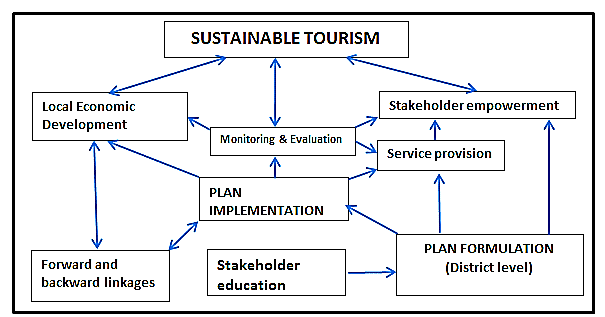 SUSTAINABLE TOURISM
Local Economic
Development
Stakeholder empowerment
Monitoring & Evaluation
Service provision
PLAN
IMPLEMENTATION
PLAN FORMULATION
(District level)
Forward and
backward linkages
Stakeholder
education